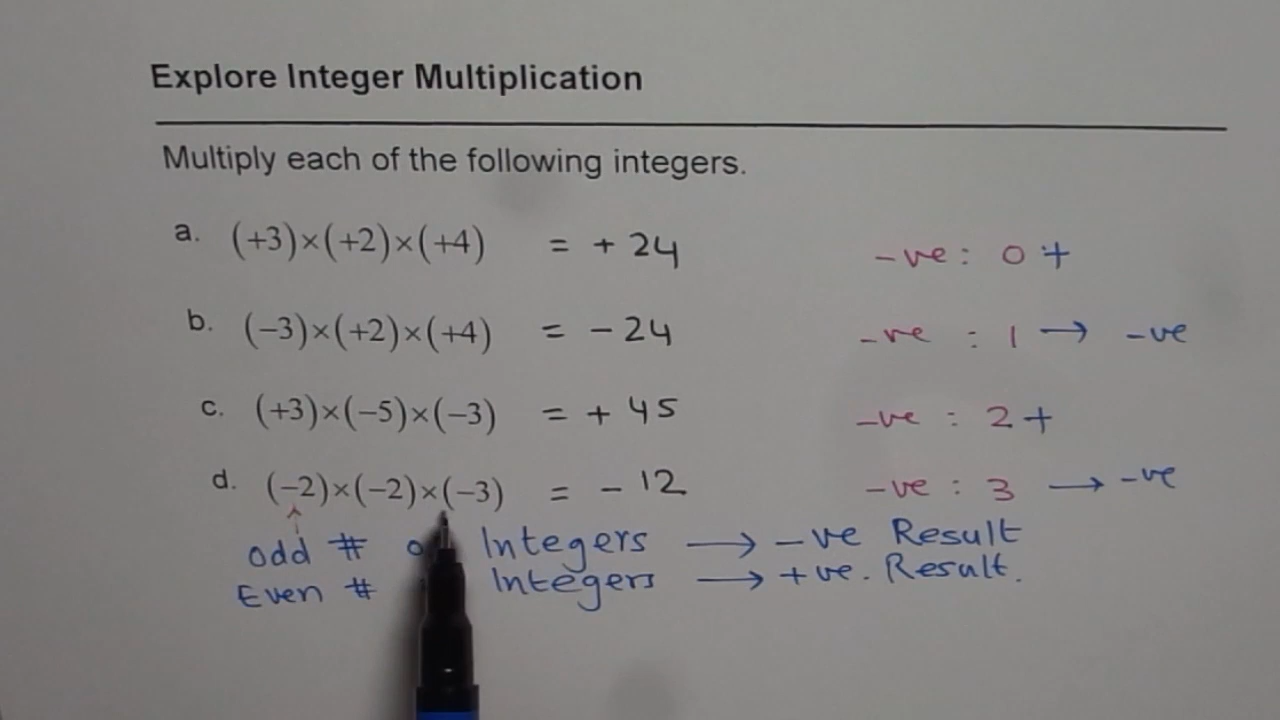 Explore Integer Multiplication
Multiply each of the following integers.
a. (+3)×(+2)×(+4) = + 24 -ve : 0 +
b. (−3)×(+2)×(+4) = - 24 -ve : 1 → -ve
c. (+3)×(−5)×(−3) = + 45 -ve : 2 +
d. (−2)×(−2)×(−3) = - 12 -ve : 3 → -ve
odd # Integers → -ve Result
Even # Integers → +ve. Result.